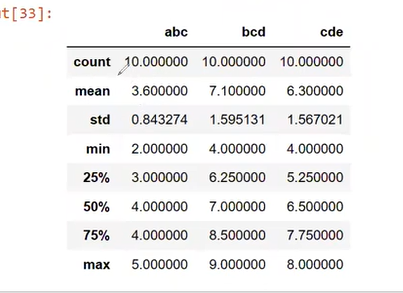 ut[33]:
abc bcd cde
count 10.000000 10.000000 10.000000
mean 3.600000 7.100000 6.300000
std 0.843274 1.595131 1.567021
min 2.000000 4.000000 4.000000
25% 3.000000 6.250000 5.250000
50% 4.000000 7.000000 6.500000
75% 4.000000 8.500000 7.750000
max 5.000000 9.000000 8.000000